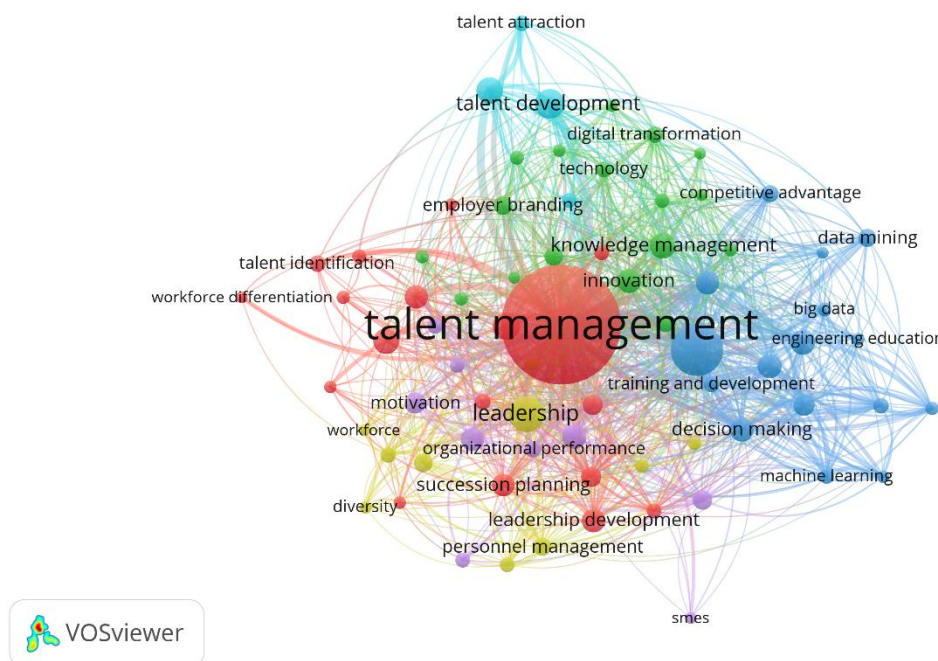 talent attraction
talent development
digital transformation
technology
competitive advantage
employer branding
data mining
knowledge management
talent identification
innovation
workforce differentiation
big data
talent management
engineering education
training and development
motivation
leadership
workforce
decision making
organizational performance
machine learning
succession planning
diversity
leadership development
personnel management
smes
VOSviewer